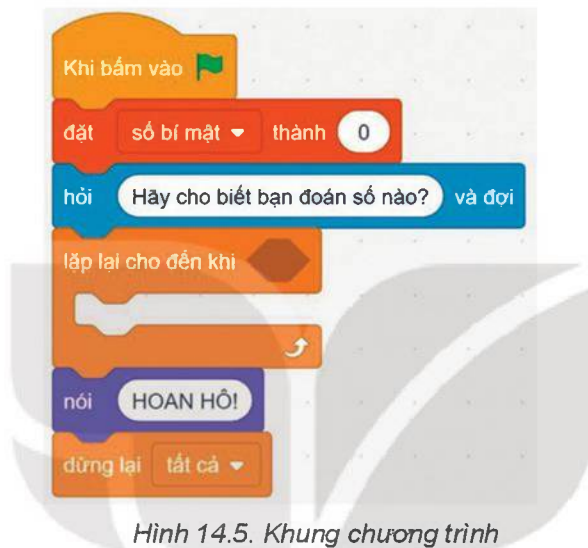 Khi bấm vào
đặt số bí mật thành 0
hỏi Hãy cho biết bạn đoán số nào? và đợi
lặp lại cho đến khi
nói HOAN HÔ!
dừng lại tất cả
Hình 14.5. Khung chương trình